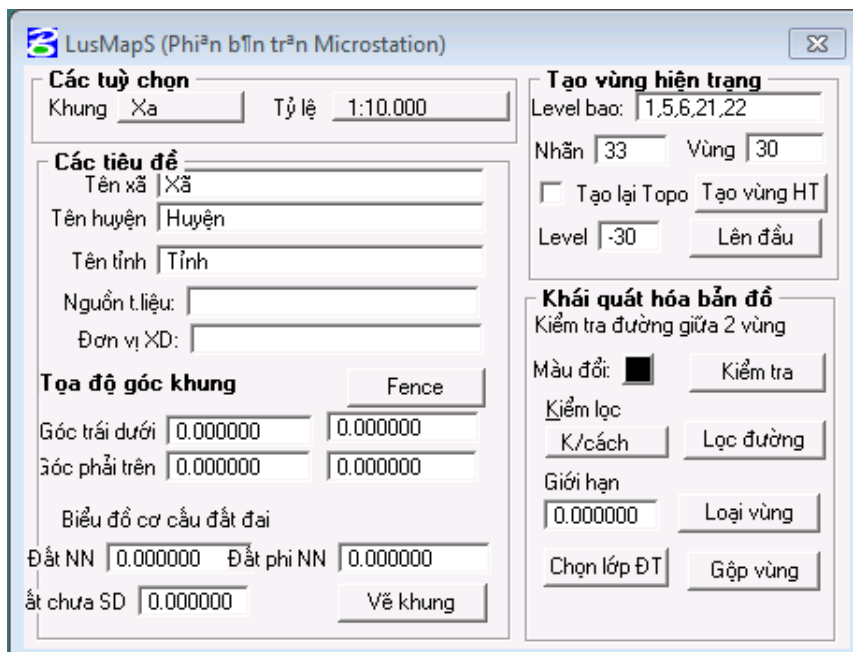 LusMapS (Phiªn b¶n trªn Microstation)
Các tuỳ chọn
Khung Xa Tỷ lệ 1:10.000
Các tiêu đề
Tên xã Xã
Tên huyện Huyện
Tên tỉnh Tỉnh
Nguồn t.liệu:
Đơn vị XD:
Tọa độ góc khung Fence
Góc trái dưới 0.000000 0.000000
Góc phải trên 0.000000 0.000000
Biểu đồ cơ cấu đất đai
Đất NN 0.000000 Đất phi NN 0.000000
ất chưa SD 0.000000 Vẽ khung
Tạo vùng hiện trạng
Level bao: 1,5,6,21,22
Nhãn 33 Vùng 30
Tạo lại Topo Tạo vùng HT
Level -30 Lên đầu
Khái quát hóa bản đồ
Kiểm tra đường giữa 2 vùng
Màu đổi: Kiểm tra
Kiểm lọc
K/cách Lọc đường
Giới hạn
0.000000 Loại vùng
Chọn lớp ĐT Gộp vùng